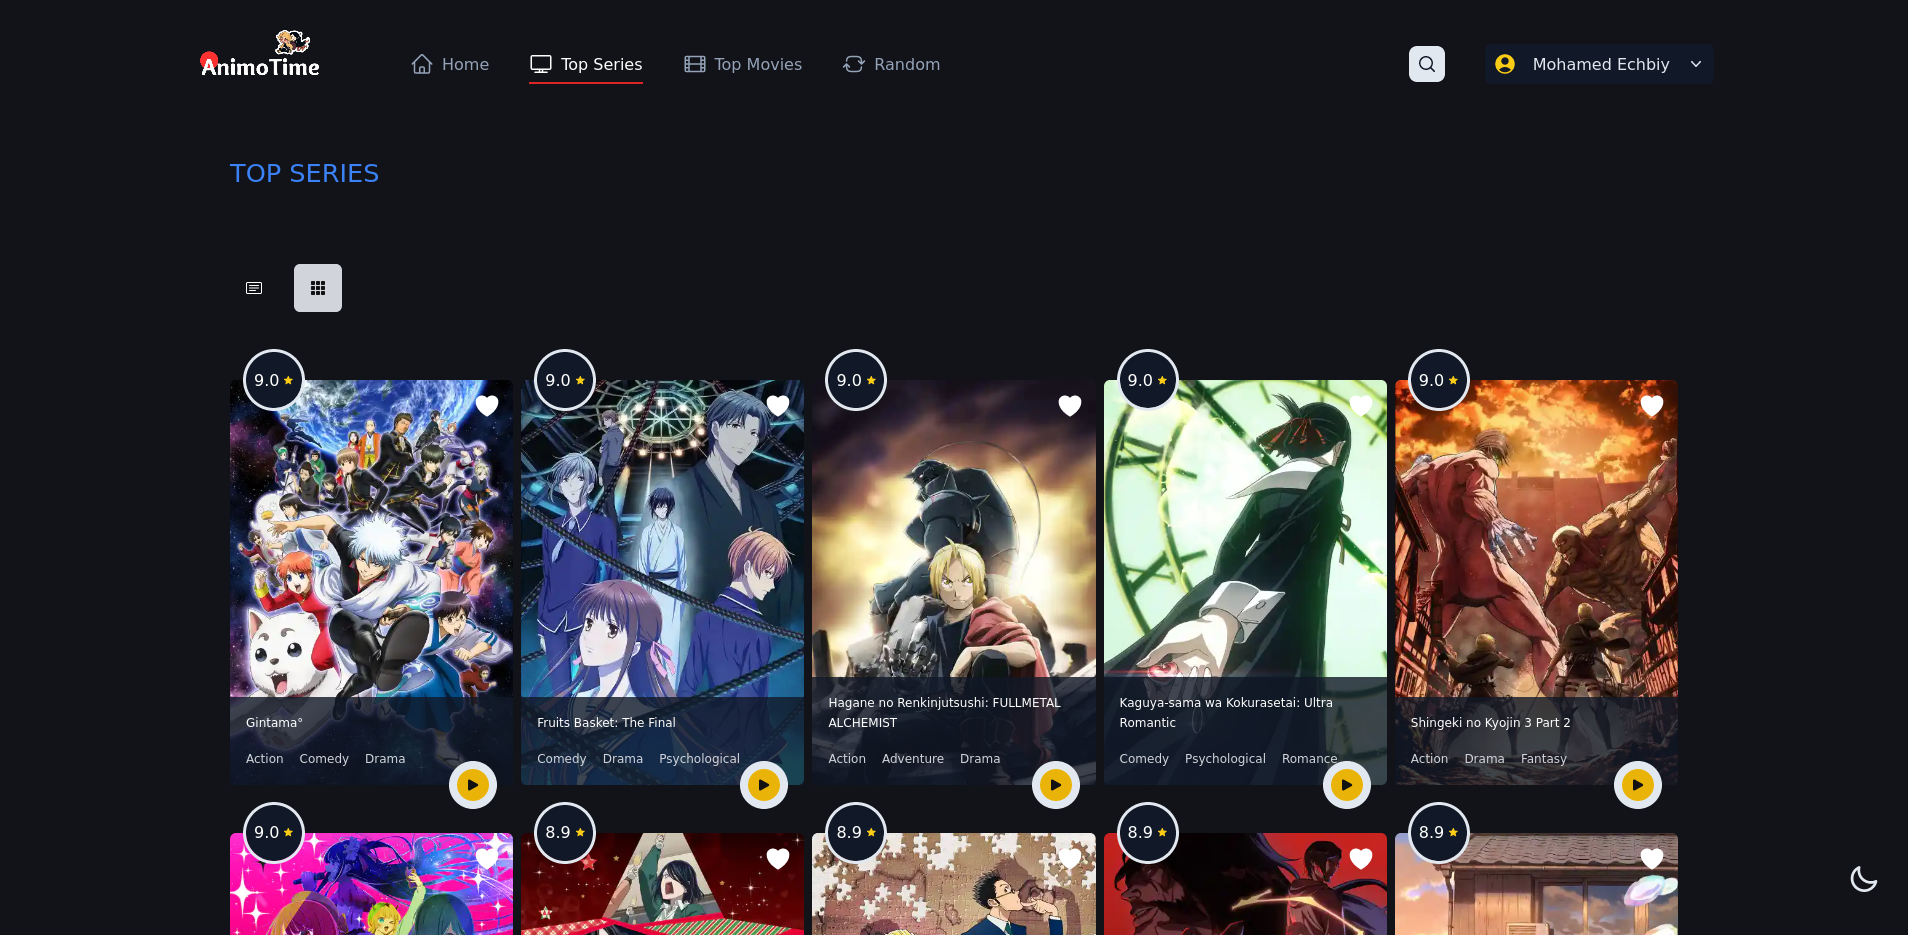 AnimoTime
Home
Top Series
Top Movies
Random
Mohamed Echbiy
TOP SERIES
9.0
9.0
9.0
9.0
9.0
Gintama°
Action Comedy Drama
Fruits Basket: The Final
Comedy Drama Psychological
Hagane no Renkinjutsushi: FULLMETAL
ALCHEMIST
Action Adventure Drama
Kaguya-sama wa Kokurasetai: Ultra
Romantic
Comedy Psychological Romance
Shingeki no Kyojin 3 Part 2
Action Drama Fantasy
9.0
8.9
8.9
8.9
8.9